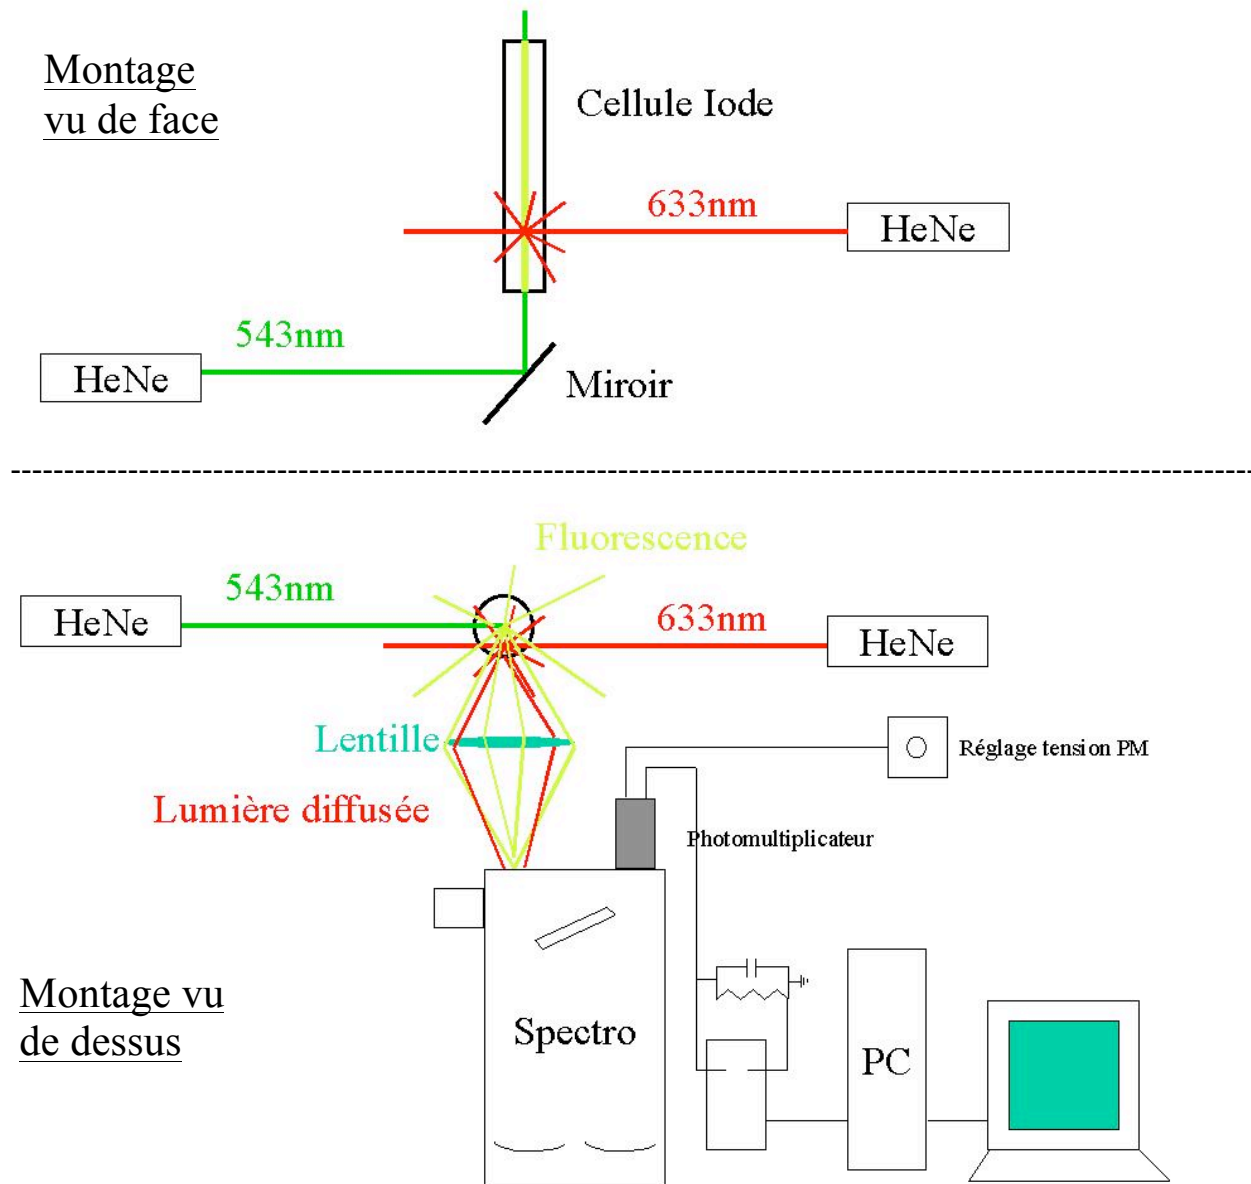 Montage
vu de face
Cellule Iode
633nm
HeNe
543nm
HeNe
Miroir
Fluorescence
543nm
HeNe
633nm
HeNe
Lentille
Réglage tension PM
Lumière diffusée
Photomultiplicateur
Montage vu
de dessus
Spectro
PC